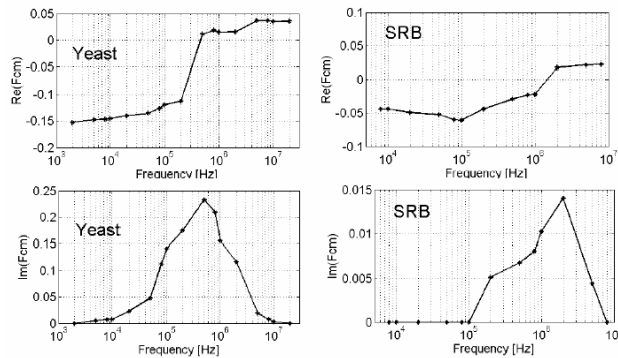 0.1
0.05
0
-0.05
-0.1
-0.15
-0.2
Re(Fcm)
Yeast
10^3 10^4 10^5 10^6 10^7
Frequency [Hz]
0.1
0.05
0
-0.05
-0.1
Re(Fcm)
SRB
10^4 10^5 10^6 10^7
Frequency [Hz]
0.25
0.2
0.15
0.1
0.05
0
Im(Fcm)
Yeast
10^3 10^4 10^5 10^6 10^7
Frequency [Hz]
0.015
0.01
0.005
0
Im(Fcm)
SRB
10^4 10^5 10^6 10^7
Frequency [Hz]